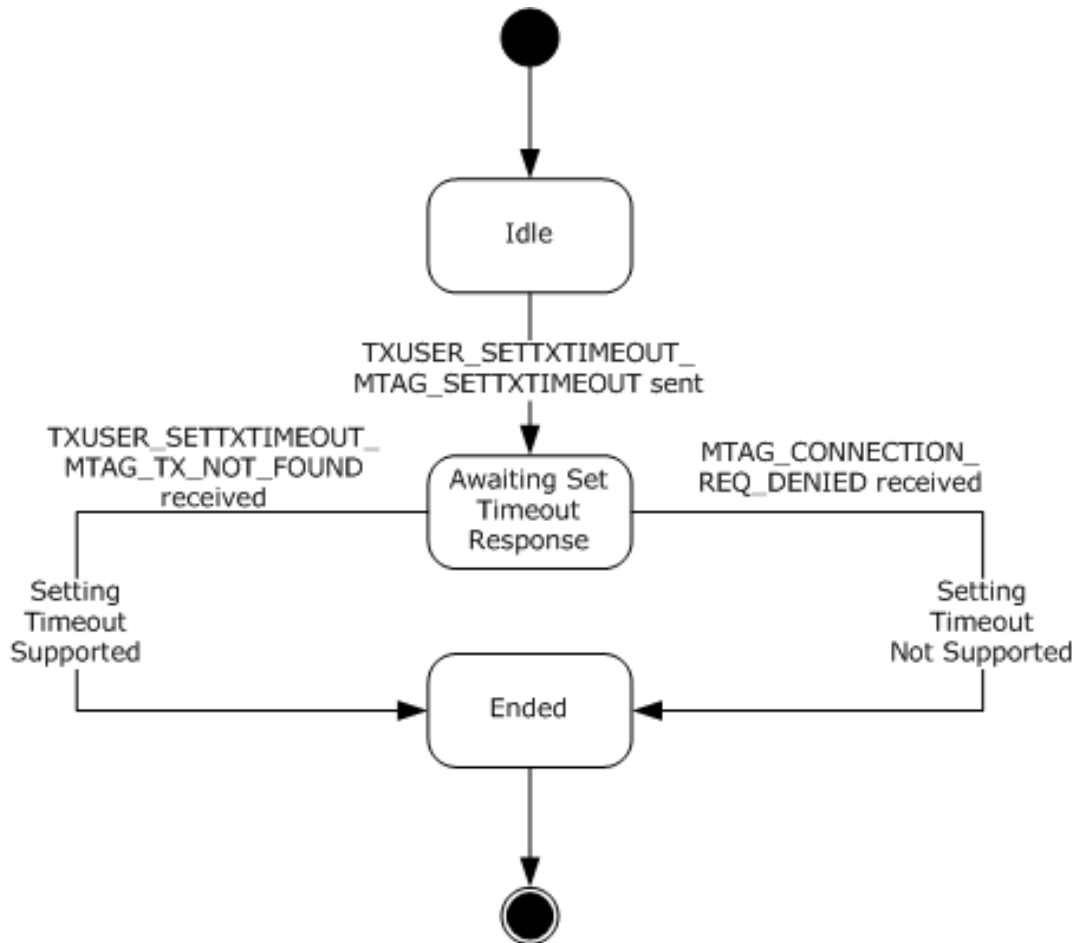 Idle
TXUSER_SETTXTIMEOUT_
MTAG_SETTXTIMEOUT sent
TXUSER_SETTXTIMEOUT_
MTAG_TX_NOT_FOUND
received
MTAG_CONNECTION_
REQ_DENIED received
Awaiting Set
Timeout
Response
Setting
Timeout
Supported
Setting
Timeout
Not Supported
Ended